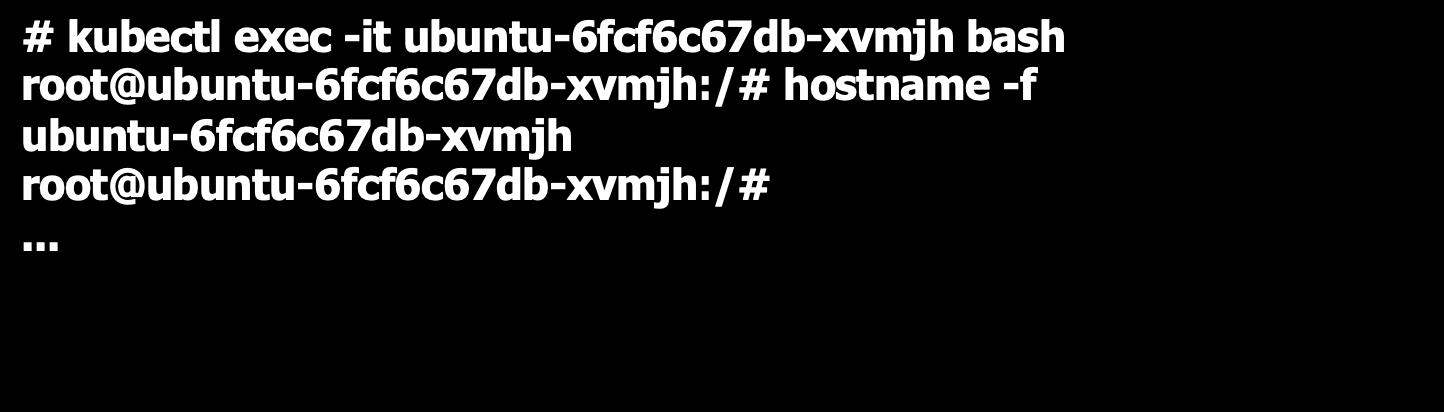 # kubectl exec -it ubuntu-6fcf6c67db-xvmjh bash
root@ubuntu-6fcf6c67db-xvmjh:/# hostname -f
ubuntu-6fcf6c67db-xvmjh
root@ubuntu-6fcf6c67db-xvmjh:/#
...